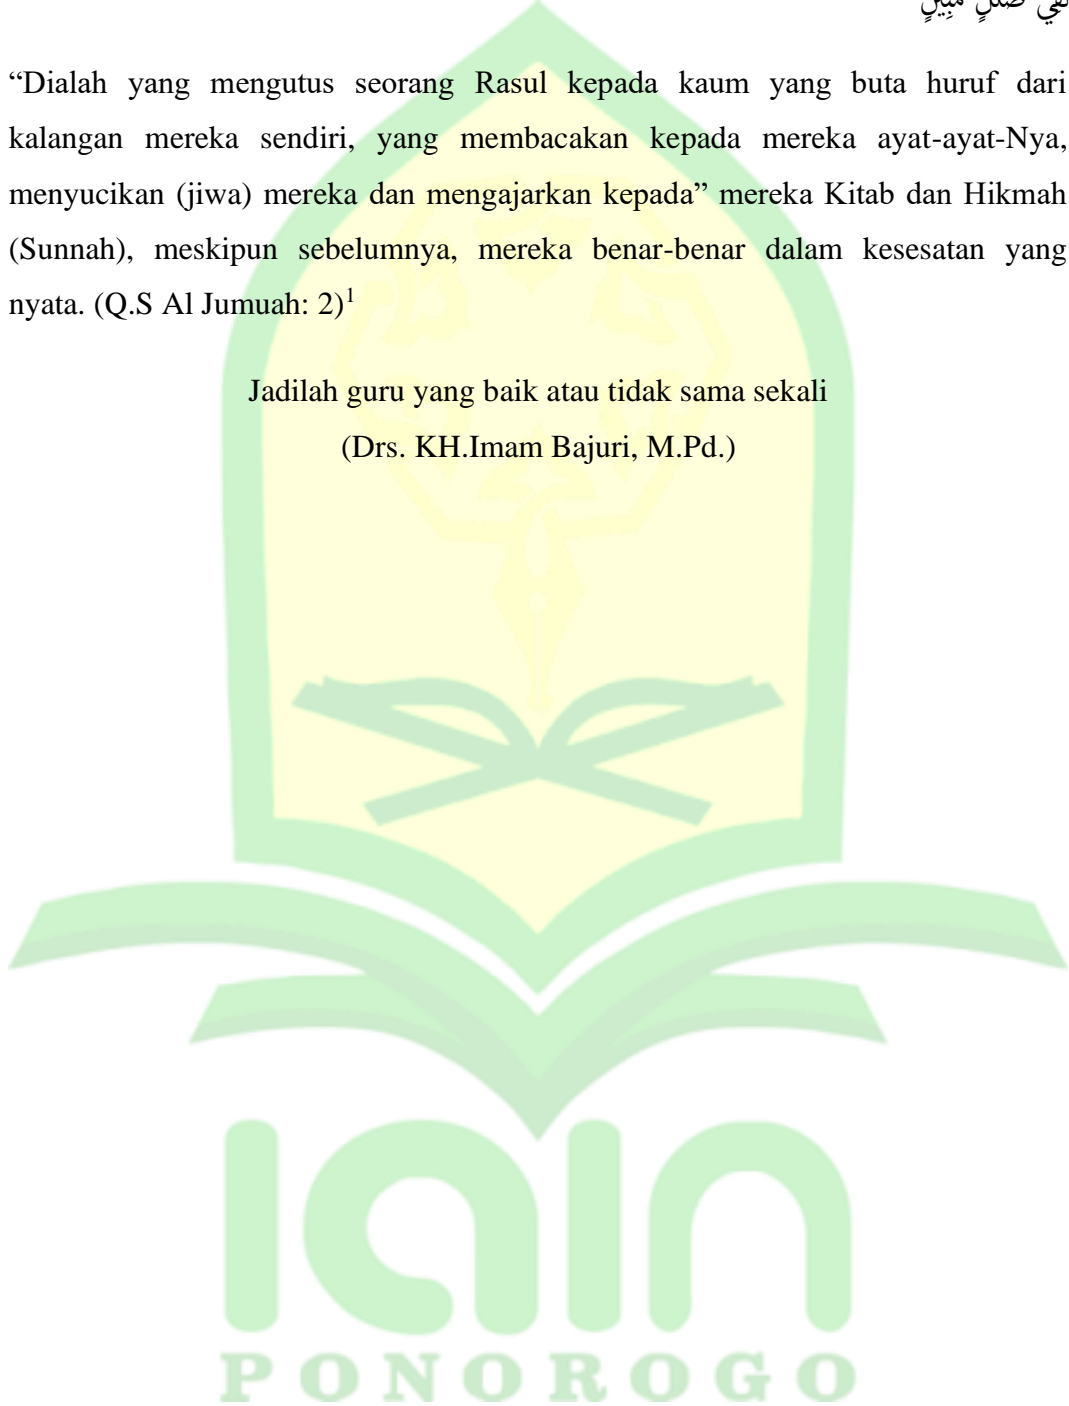 لَفِي ضَلٰلٍ مُّبِيْنٍ
“Dialah yang mengutus seorang Rasul kepada kaum yang buta huruf dari
kalangan mereka sendiri, yang membacakan kepada mereka ayat-ayat-Nya,
menyucikan (jiwa) mereka dan mengajarkan kepada” mereka Kitab dan Hikmah
(Sunnah), meskipun sebelumnya, mereka benar-benar dalam kesesatan yang
nyata. (Q.S Al Jumuah: 2)1
Jadilah guru yang baik atau tidak sama sekali
(Drs. KH.Imam Bajuri, M.Pd.)
iain
PONOROGO